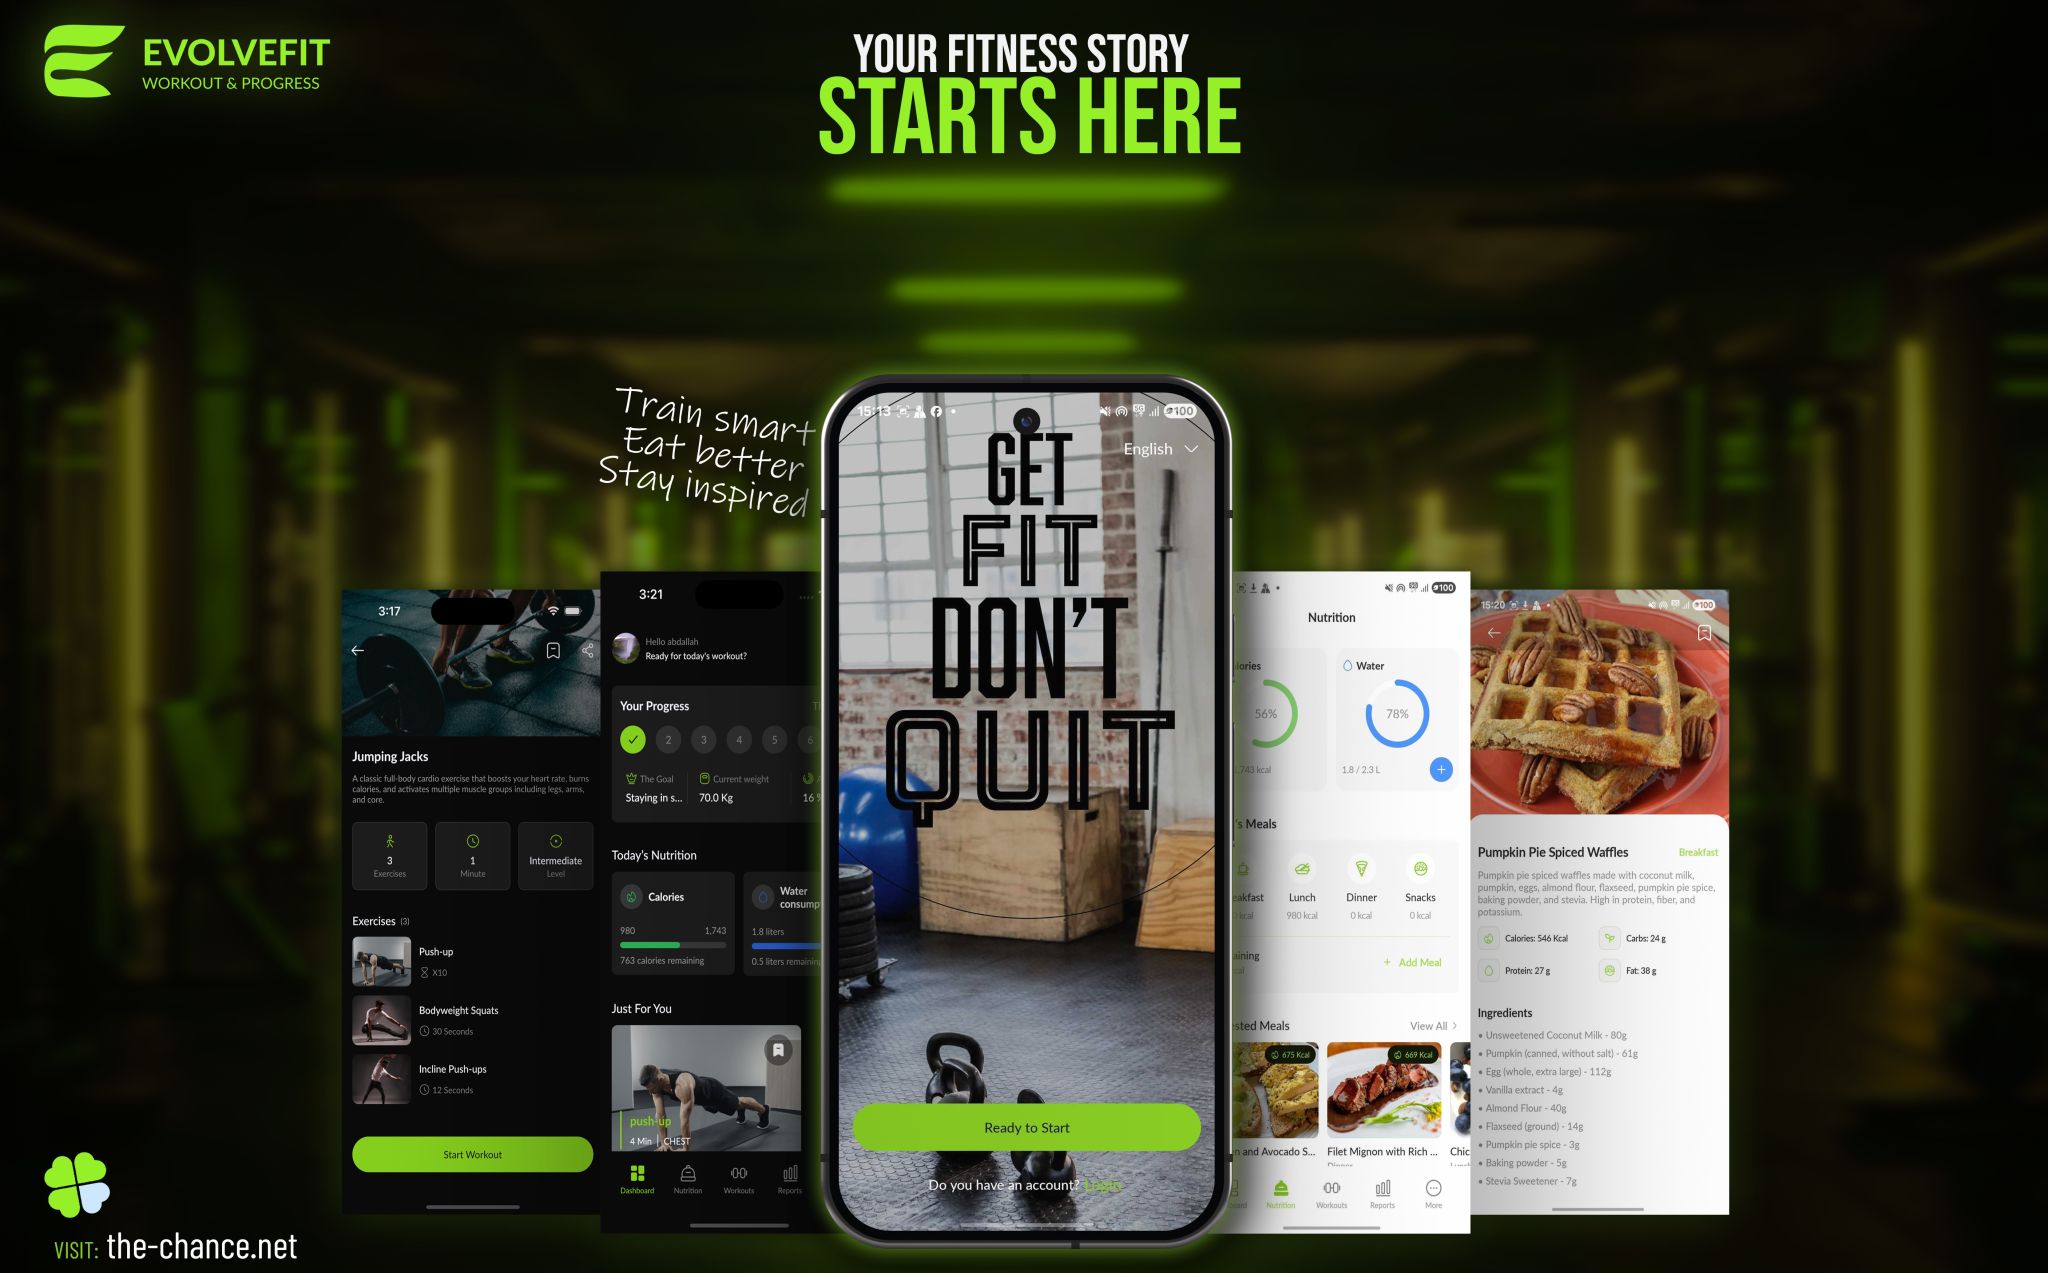 EVOLVEFIT
WORKOUT & PROGRESS
YOUR FITNESS STORY
STARTS HERE
Train smart
Eat better
Stay inspired
3:17
Jumping Jacks
A classic full-body cardio exercise that boosts your heart rate, burns
calories, and activates multiple muscle groups including legs, arms,
and core.
3
Exercises
1
Minute
Intermediate
Level
Exercises (3)
Push-up
X10
Bodyweight Squats
30 Seconds
Incline Push-ups
12 Seconds
Start Workout
3:21
Hello abdallah
Ready for today's workout?
Your Progress
2 3 4 5 6
The Goal
Staying in s...
Current weight
70.0 Kg
16
Today's Nutrition
Calories
980 1,743
763 calories remaining
Water
consump
1.8 liters
0.5 liters remaining
Just For You
push-up
4 Min | CHEST
Dashboard Nutrition Workouts Reports
15:13
100
English
GET
FIT
DON'T
QUIT
Ready to Start
Do you have an account? Login
100
Nutrition
lories
56%
1,743 kcal
Water
78%
1.8 / 2.3 L
's Meals
eakfast
kcal
Lunch
980 kcal
Dinner
0 kcal
Snacks
0 kcal
aining
cal
+ Add Meal
sted Meals
View All >
675 Kcal
n and Avocado S...
669 Kcal
Filet Mignon with Rich ...
Dinner
Chic
board Nutrition Workouts Reports More
15:20
100
Pumpkin Pie Spiced Waffles
Breakfast
Pumpkin pie spiced waffles made with coconut milk,
pumpkin, eggs, almond flour, flaxseed, pumpkin pie spice,
baking powder, and stevia. High in protein, fiber, and
potassium.
Calories: 546 Kcal
Carbs: 24 g
Protein: 27 g
Fat: 38 g
Ingredients
• Unsweetened Coconut Milk - 80g
• Pumpkin (canned, without salt) - 61g
• Egg (whole, extra large) - 112g
• Vanilla extract - 4g
• Almond Flour - 40g
• Flaxseed (ground) - 14g
• Pumpkin pie spice - 3g
• Baking powder - 5g
• Stevia Sweetener - 7g
VISIT: the-chance.net